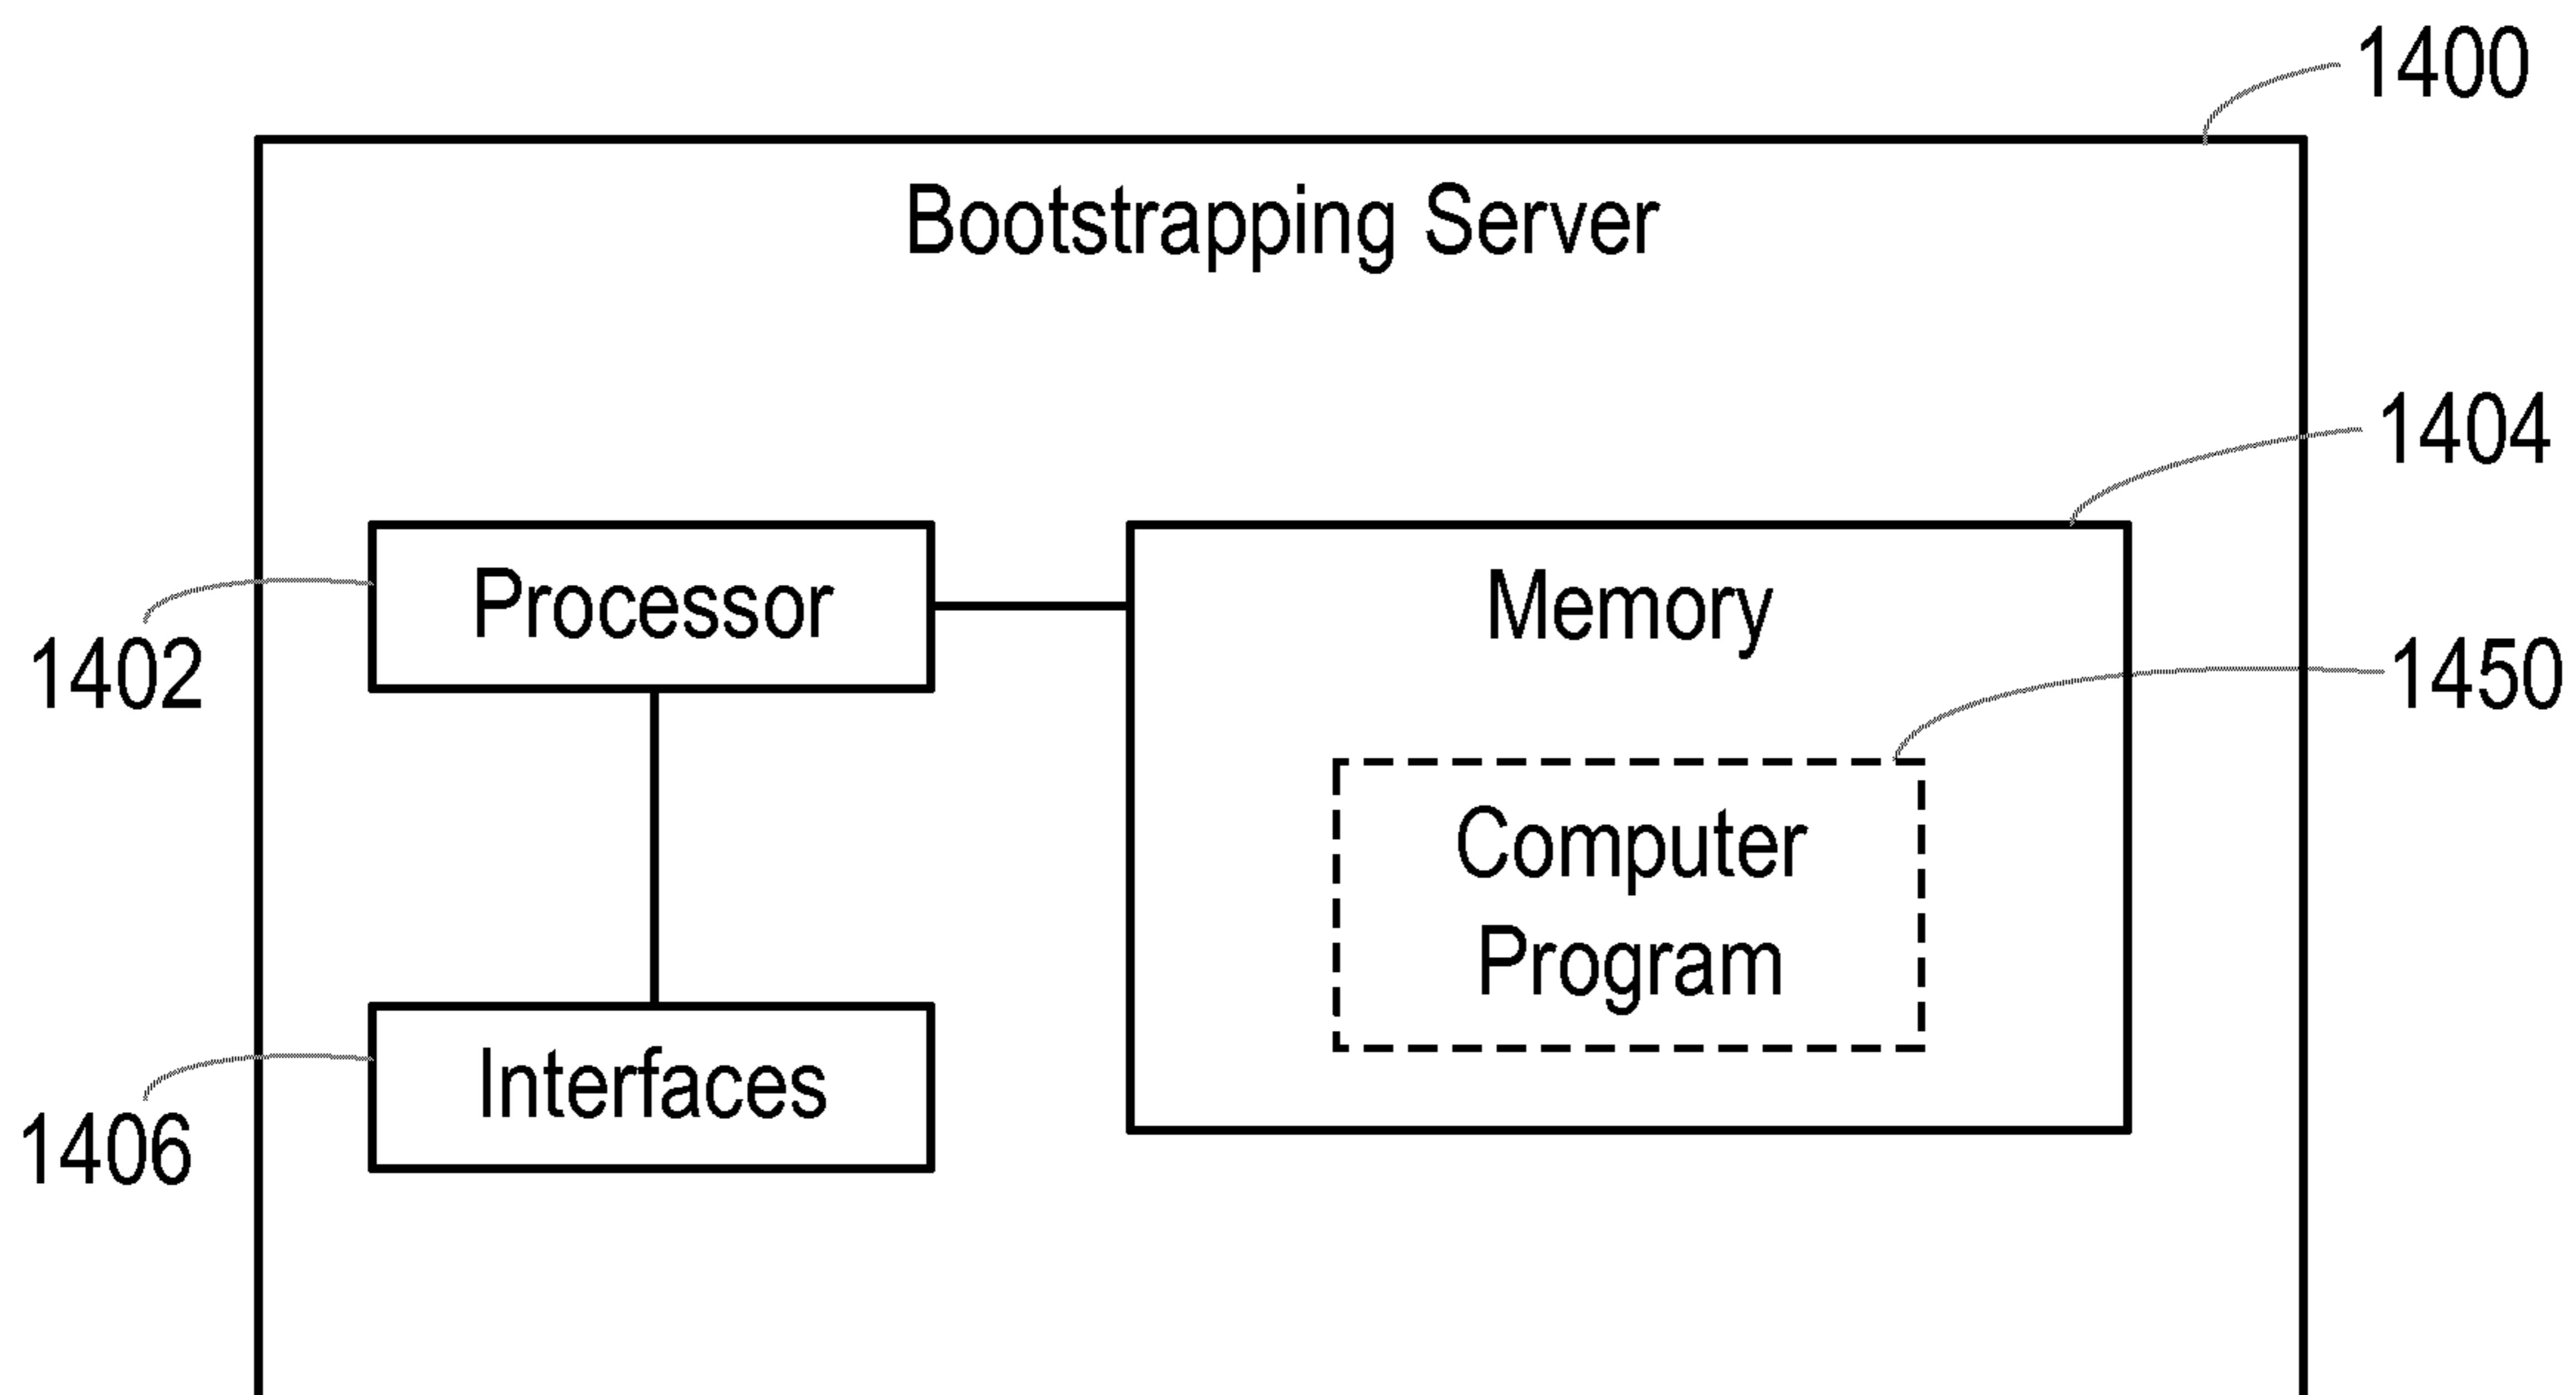 1400
Bootstrapping Server
1404
Processor
Memory
1402
1450
Computer
Program
Interfaces
1406